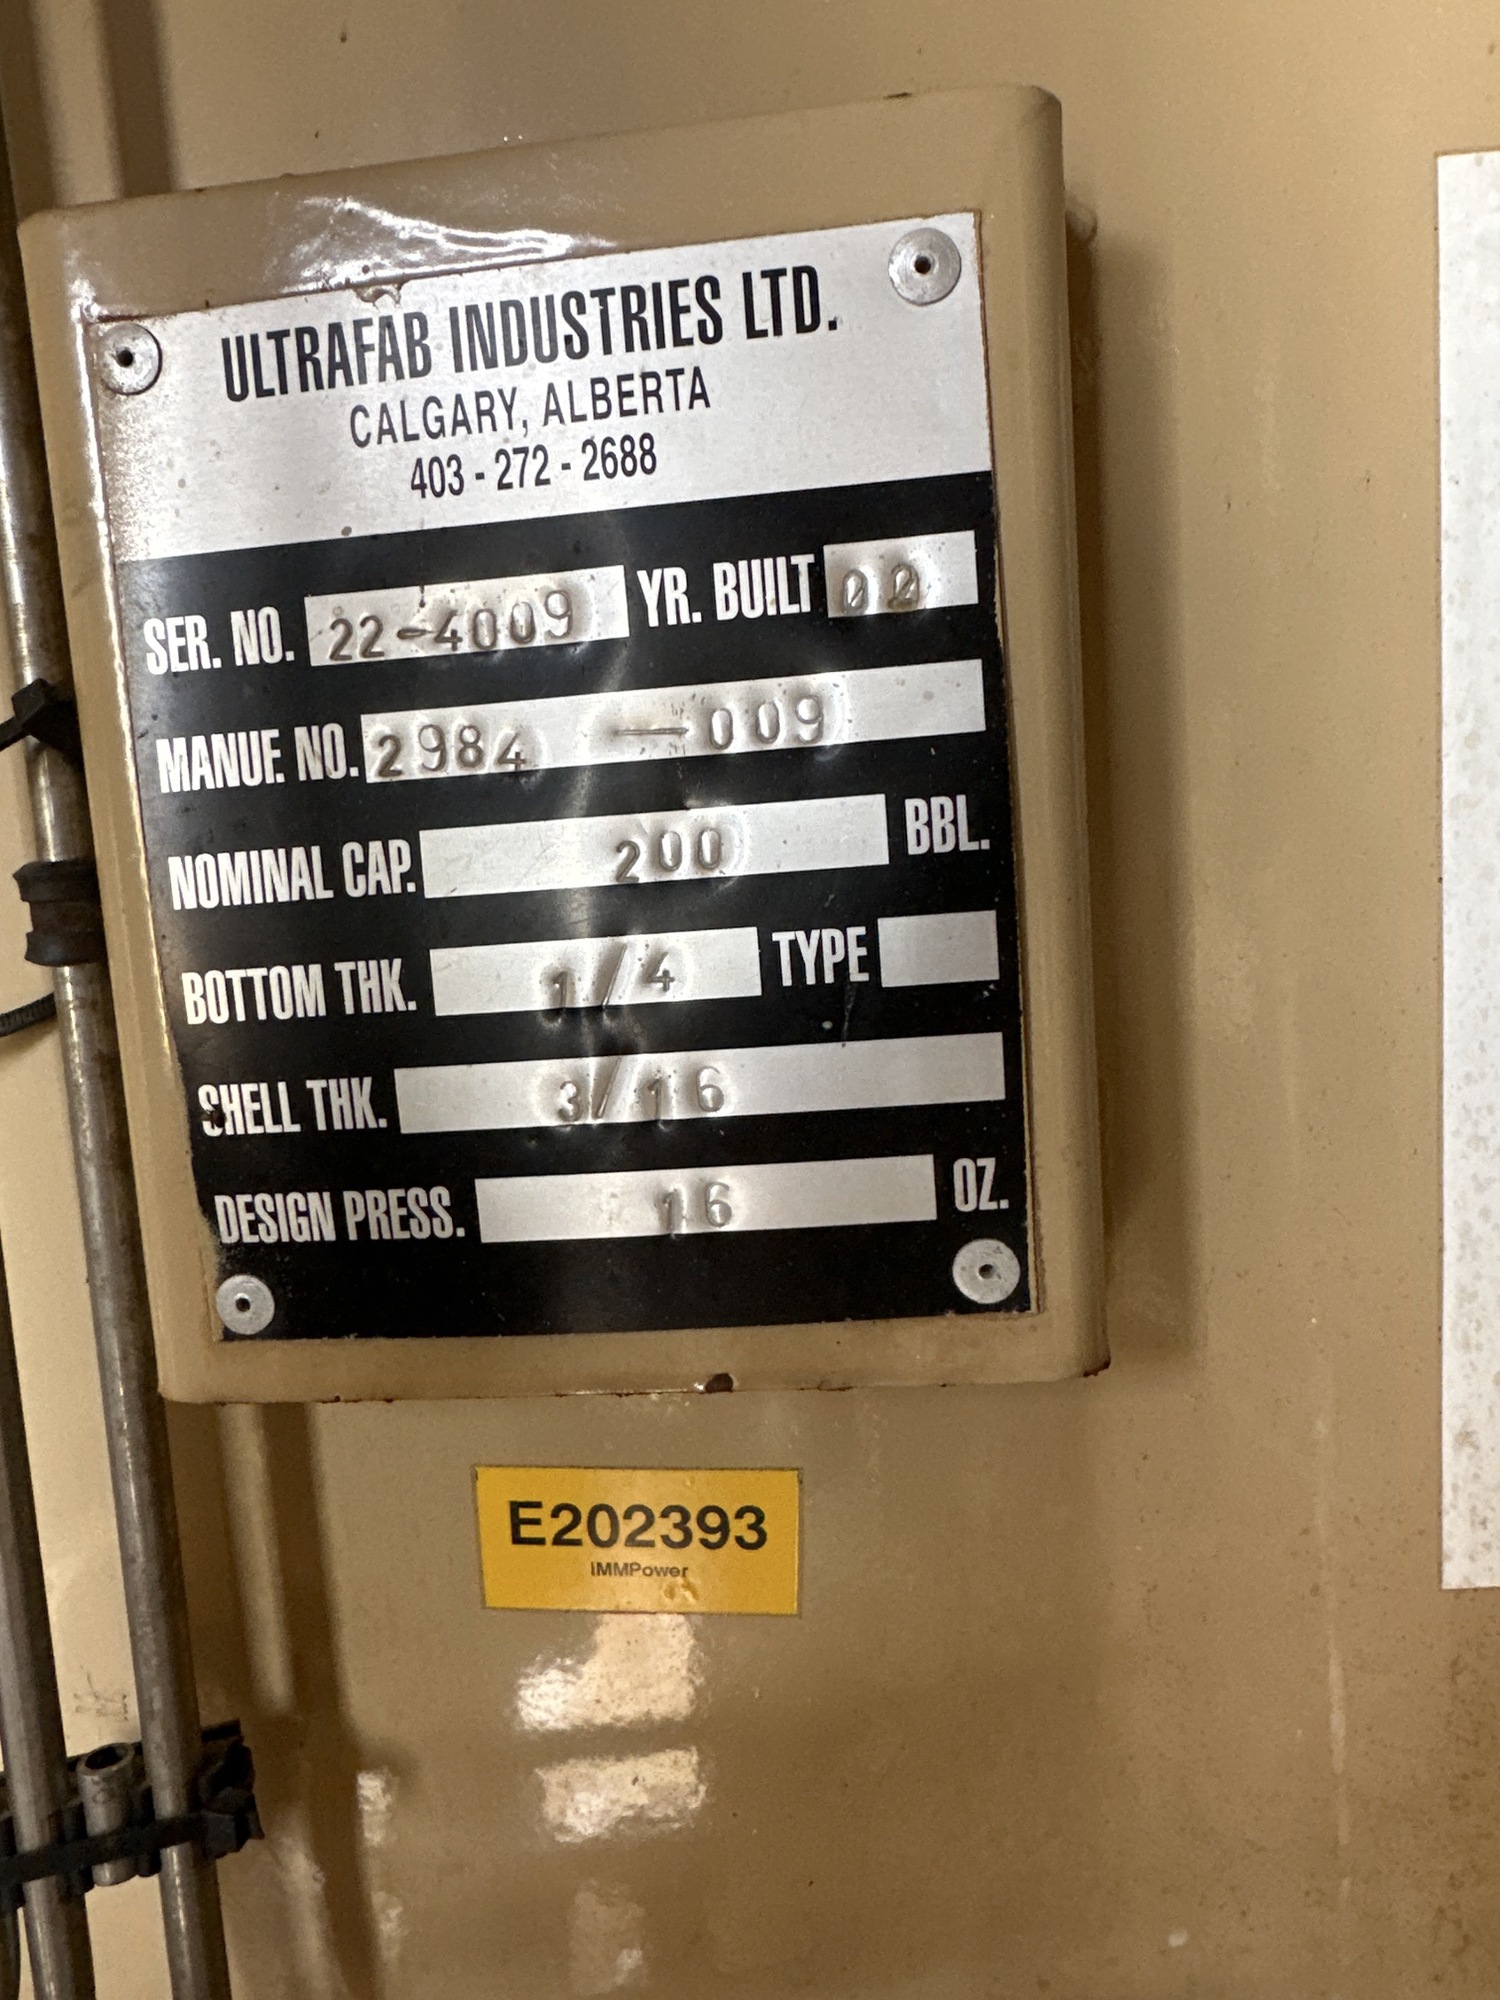 ULTRAFAB INDUSTRIES LTD.
CALGARY, ALBERTA
403 - 272 - 2688
SER. NO. 22-4009 YR. BUILT 02
MANUF. NO. 2984 — 009
NOMINAL CAP. 200 BBL.
BOTTOM THK. 1/4 TYPE
SHELL THK. 3/16
DESIGN PRESS. 16 OZ.
E202393
IMMPower